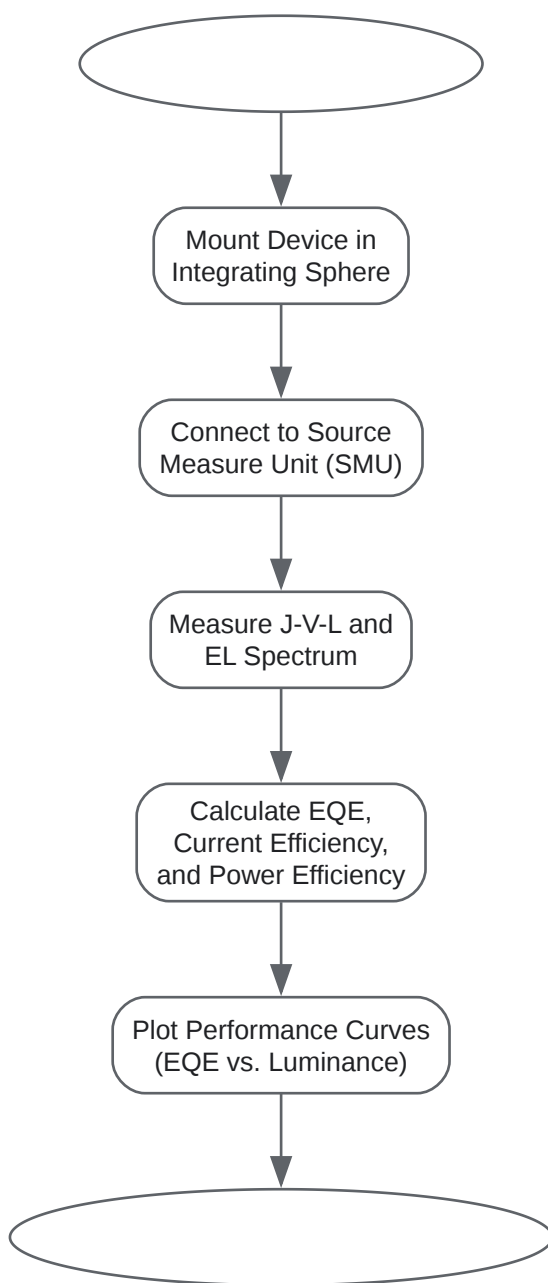 Mount Device in
Integrating Sphere
Connect to Source
Measure Unit (SMU)
Measure J-V-L and
EL Spectrum
Calculate EQE,
Current Efficiency,
and Power Efficiency
Plot Performance Curves
(EQE vs. Luminance)